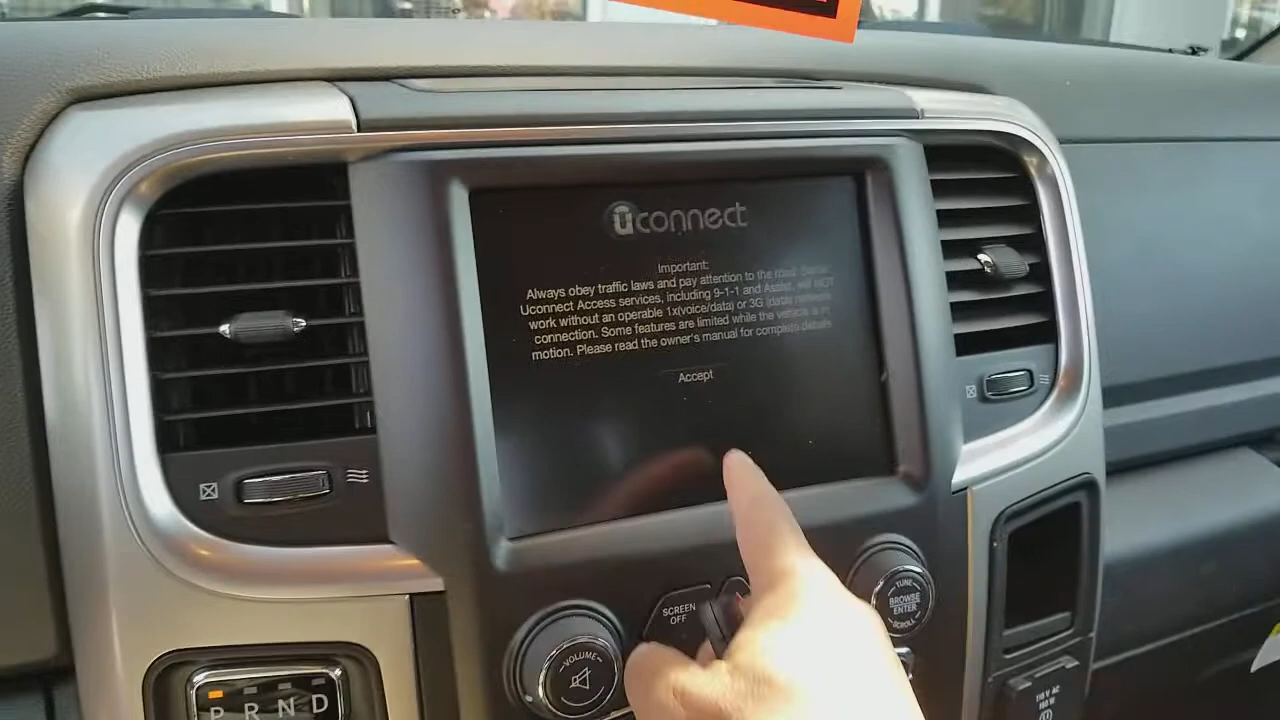 uconnect
Important:
Always obey traffic laws and pay attention to the road. Some
Uconnect Access services, including 9-1-1 and Assist, will NOT
work without an operable 1x(voice/data) or 3G (data) network
connection. Some features are limited while the vehicle is in
motion. Please read the owner's manual for complete details
Accept
SCREEN
OFF
VOLUME
TUNE
BROWSE
ENTER
SCROLL
P R N D
115 V AC